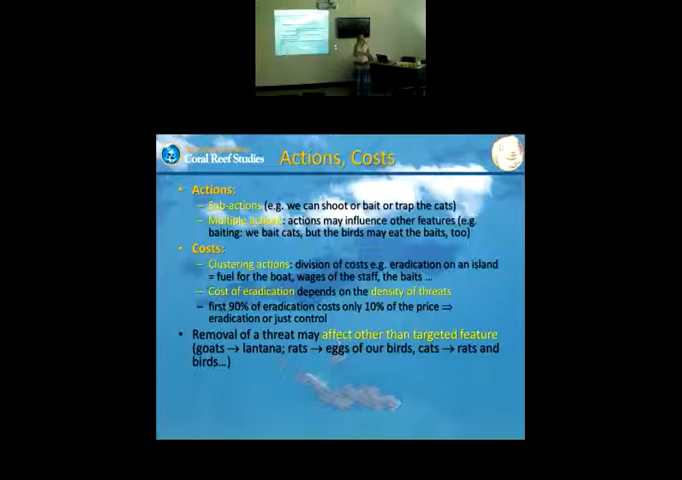 Coral Reef Studies
Actions, Costs
• Actions:
– Sub-actions (e.g. we can shoot or bait or trap the cats)
– Multiple actions: actions may influence other features (e.g.
baiting: we bait cats, but the birds may eat the baits, too)
• Costs:
– Clustering actions: division of costs e.g. eradication on an island
= fuel for the boat, wages of the staff, the baits ...
– Cost of eradication depends on the density of threats
– first 90% of eradication costs only 10% of the price ⇒
eradication or just control
• Removal of a threat may affect other than targeted feature
(goats → lantana; rats → eggs of our birds, cats → rats and
birds...)